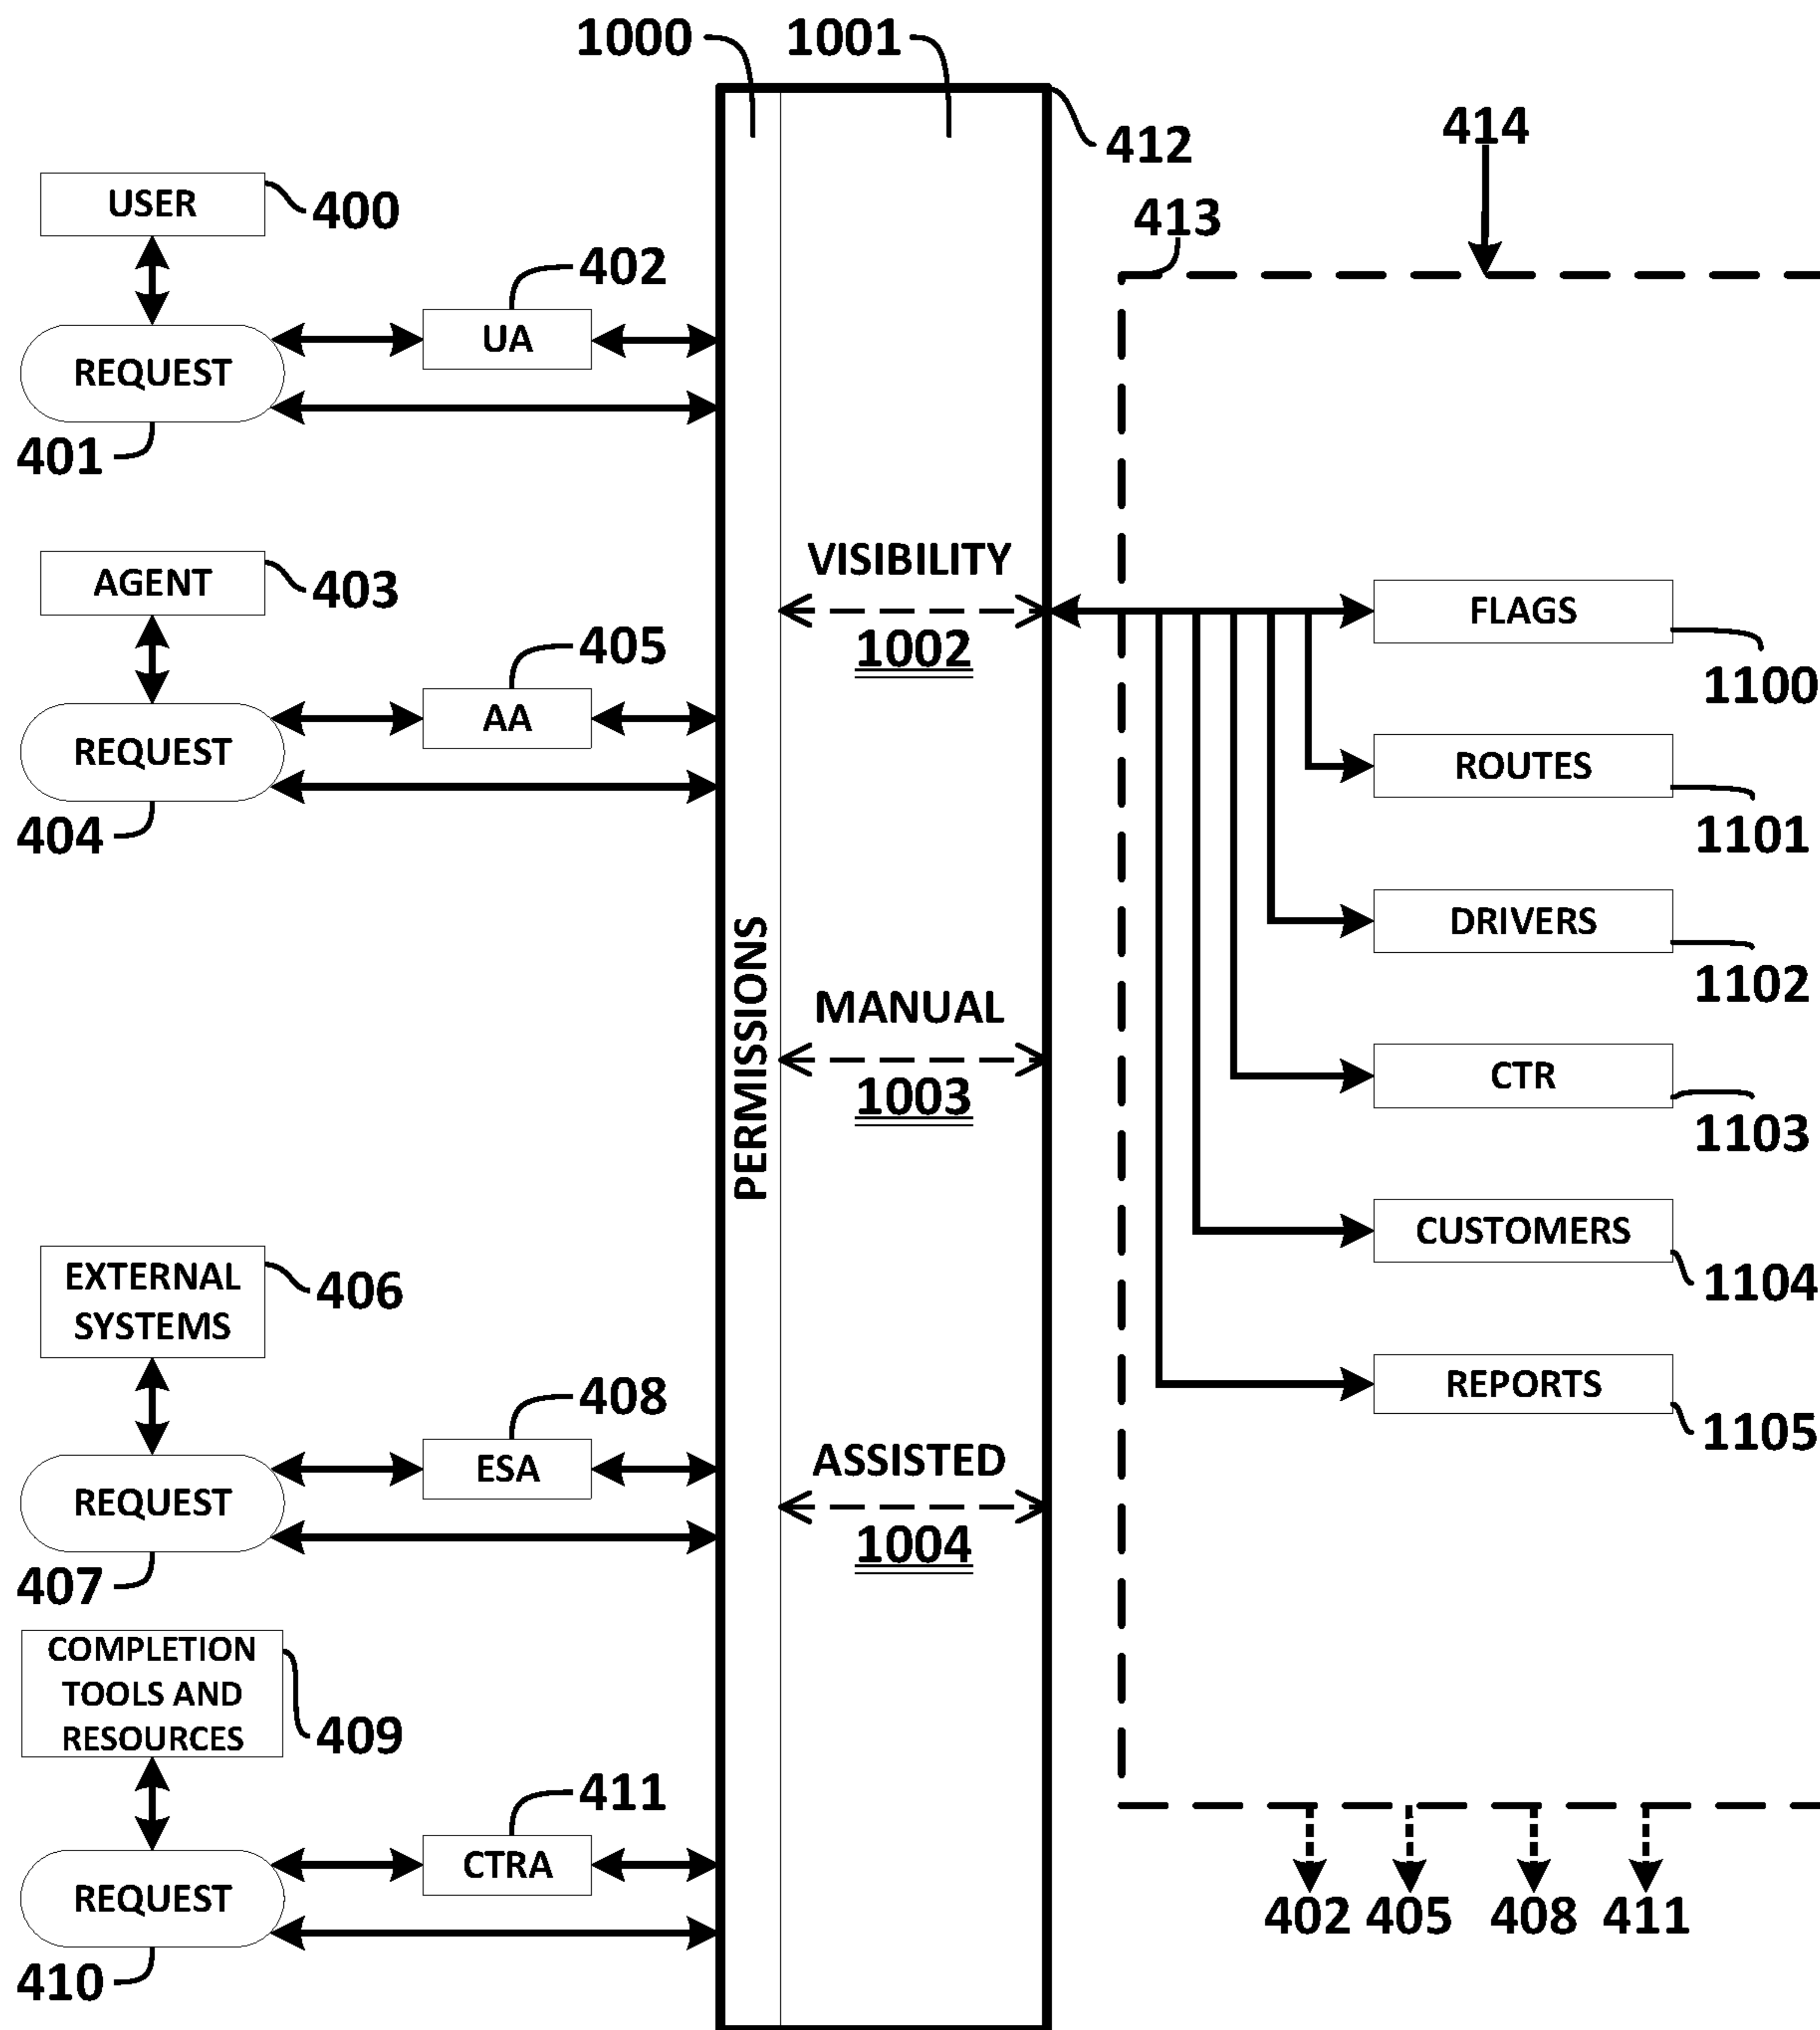 1000
1001
412
414
413
USER
400
402
UA
REQUEST
401
AGENT
403
405
AA
REQUEST
404
EXTERNAL
SYSTEMS
406
408
ESA
REQUEST
407
COMPLETION
TOOLS AND
RESOURCES
409
411
CTRA
REQUEST
410
PERMISSIONS
VISIBILITY
1002
MANUAL
1003
ASSISTED
1004
FLAGS
1100
ROUTES
1101
DRIVERS
1102
CTR
1103
CUSTOMERS
1104
REPORTS
1105
402 405 408 411